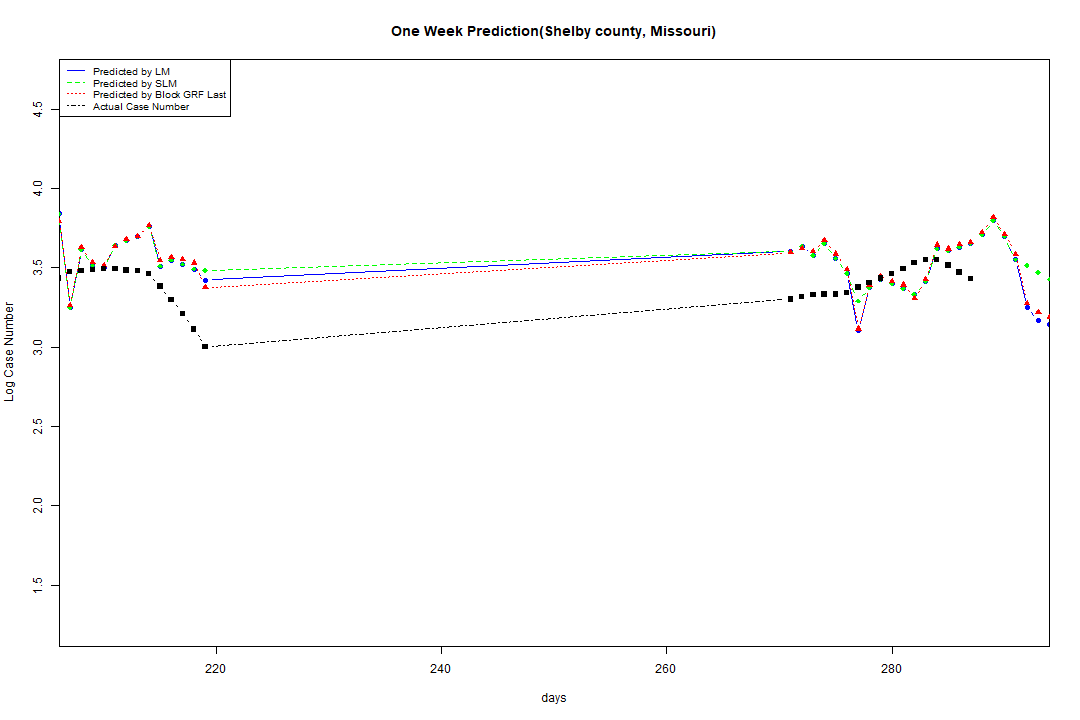 One Week Prediction(Shelby county, Missouri)
Predicted by LM
Predicted by SLM
Predicted by Block GRF Last
Actual Case Number
4.5
4.0
3.5
3.0
2.5
2.0
1.5
Log Case Number
220
240
260
280
days